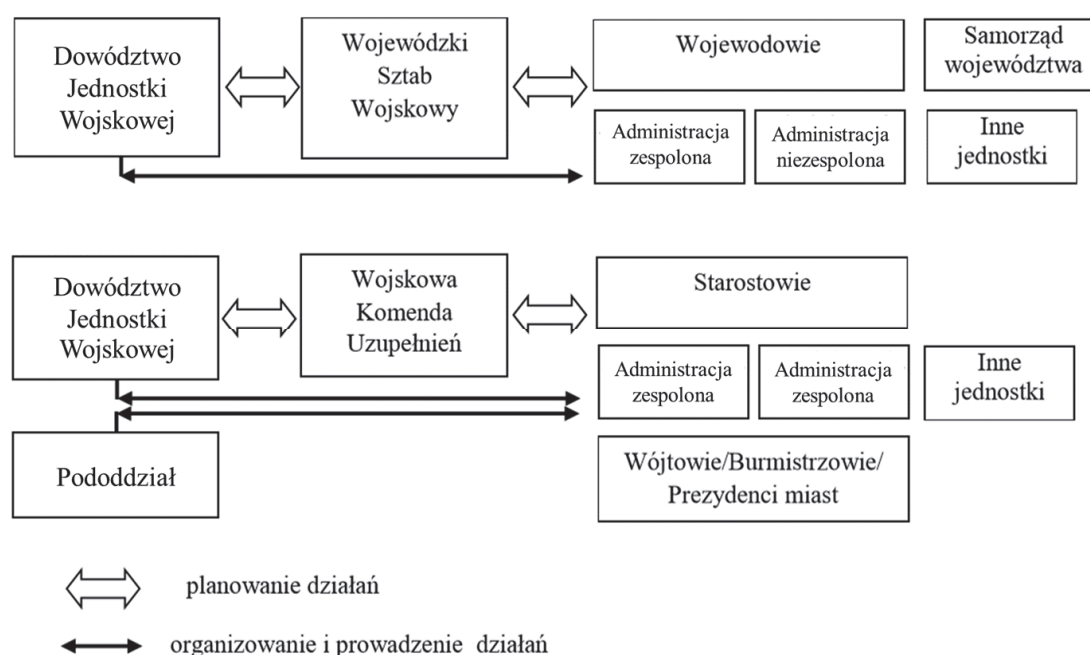 Dowództwo
Jednostki
Wojskowej
Wojewódzki
Sztab
Wojskowy
Wojewodowie
Samorząd
województwa
Administracja
zespolona
Administracja
niezespolona
Inne
jednostki
Dowództwo
Jednostki
Wojskowej
Wojskowa
Komenda
Uzupełnień
Starostowie
Administracja
zespolona
Administracja
zespolona
Inne
jednostki
Pododdział
Wójtowie/Burmistrzowie/
Prezydenci miast
planowanie działań
organizowanie i prowadzenie działań